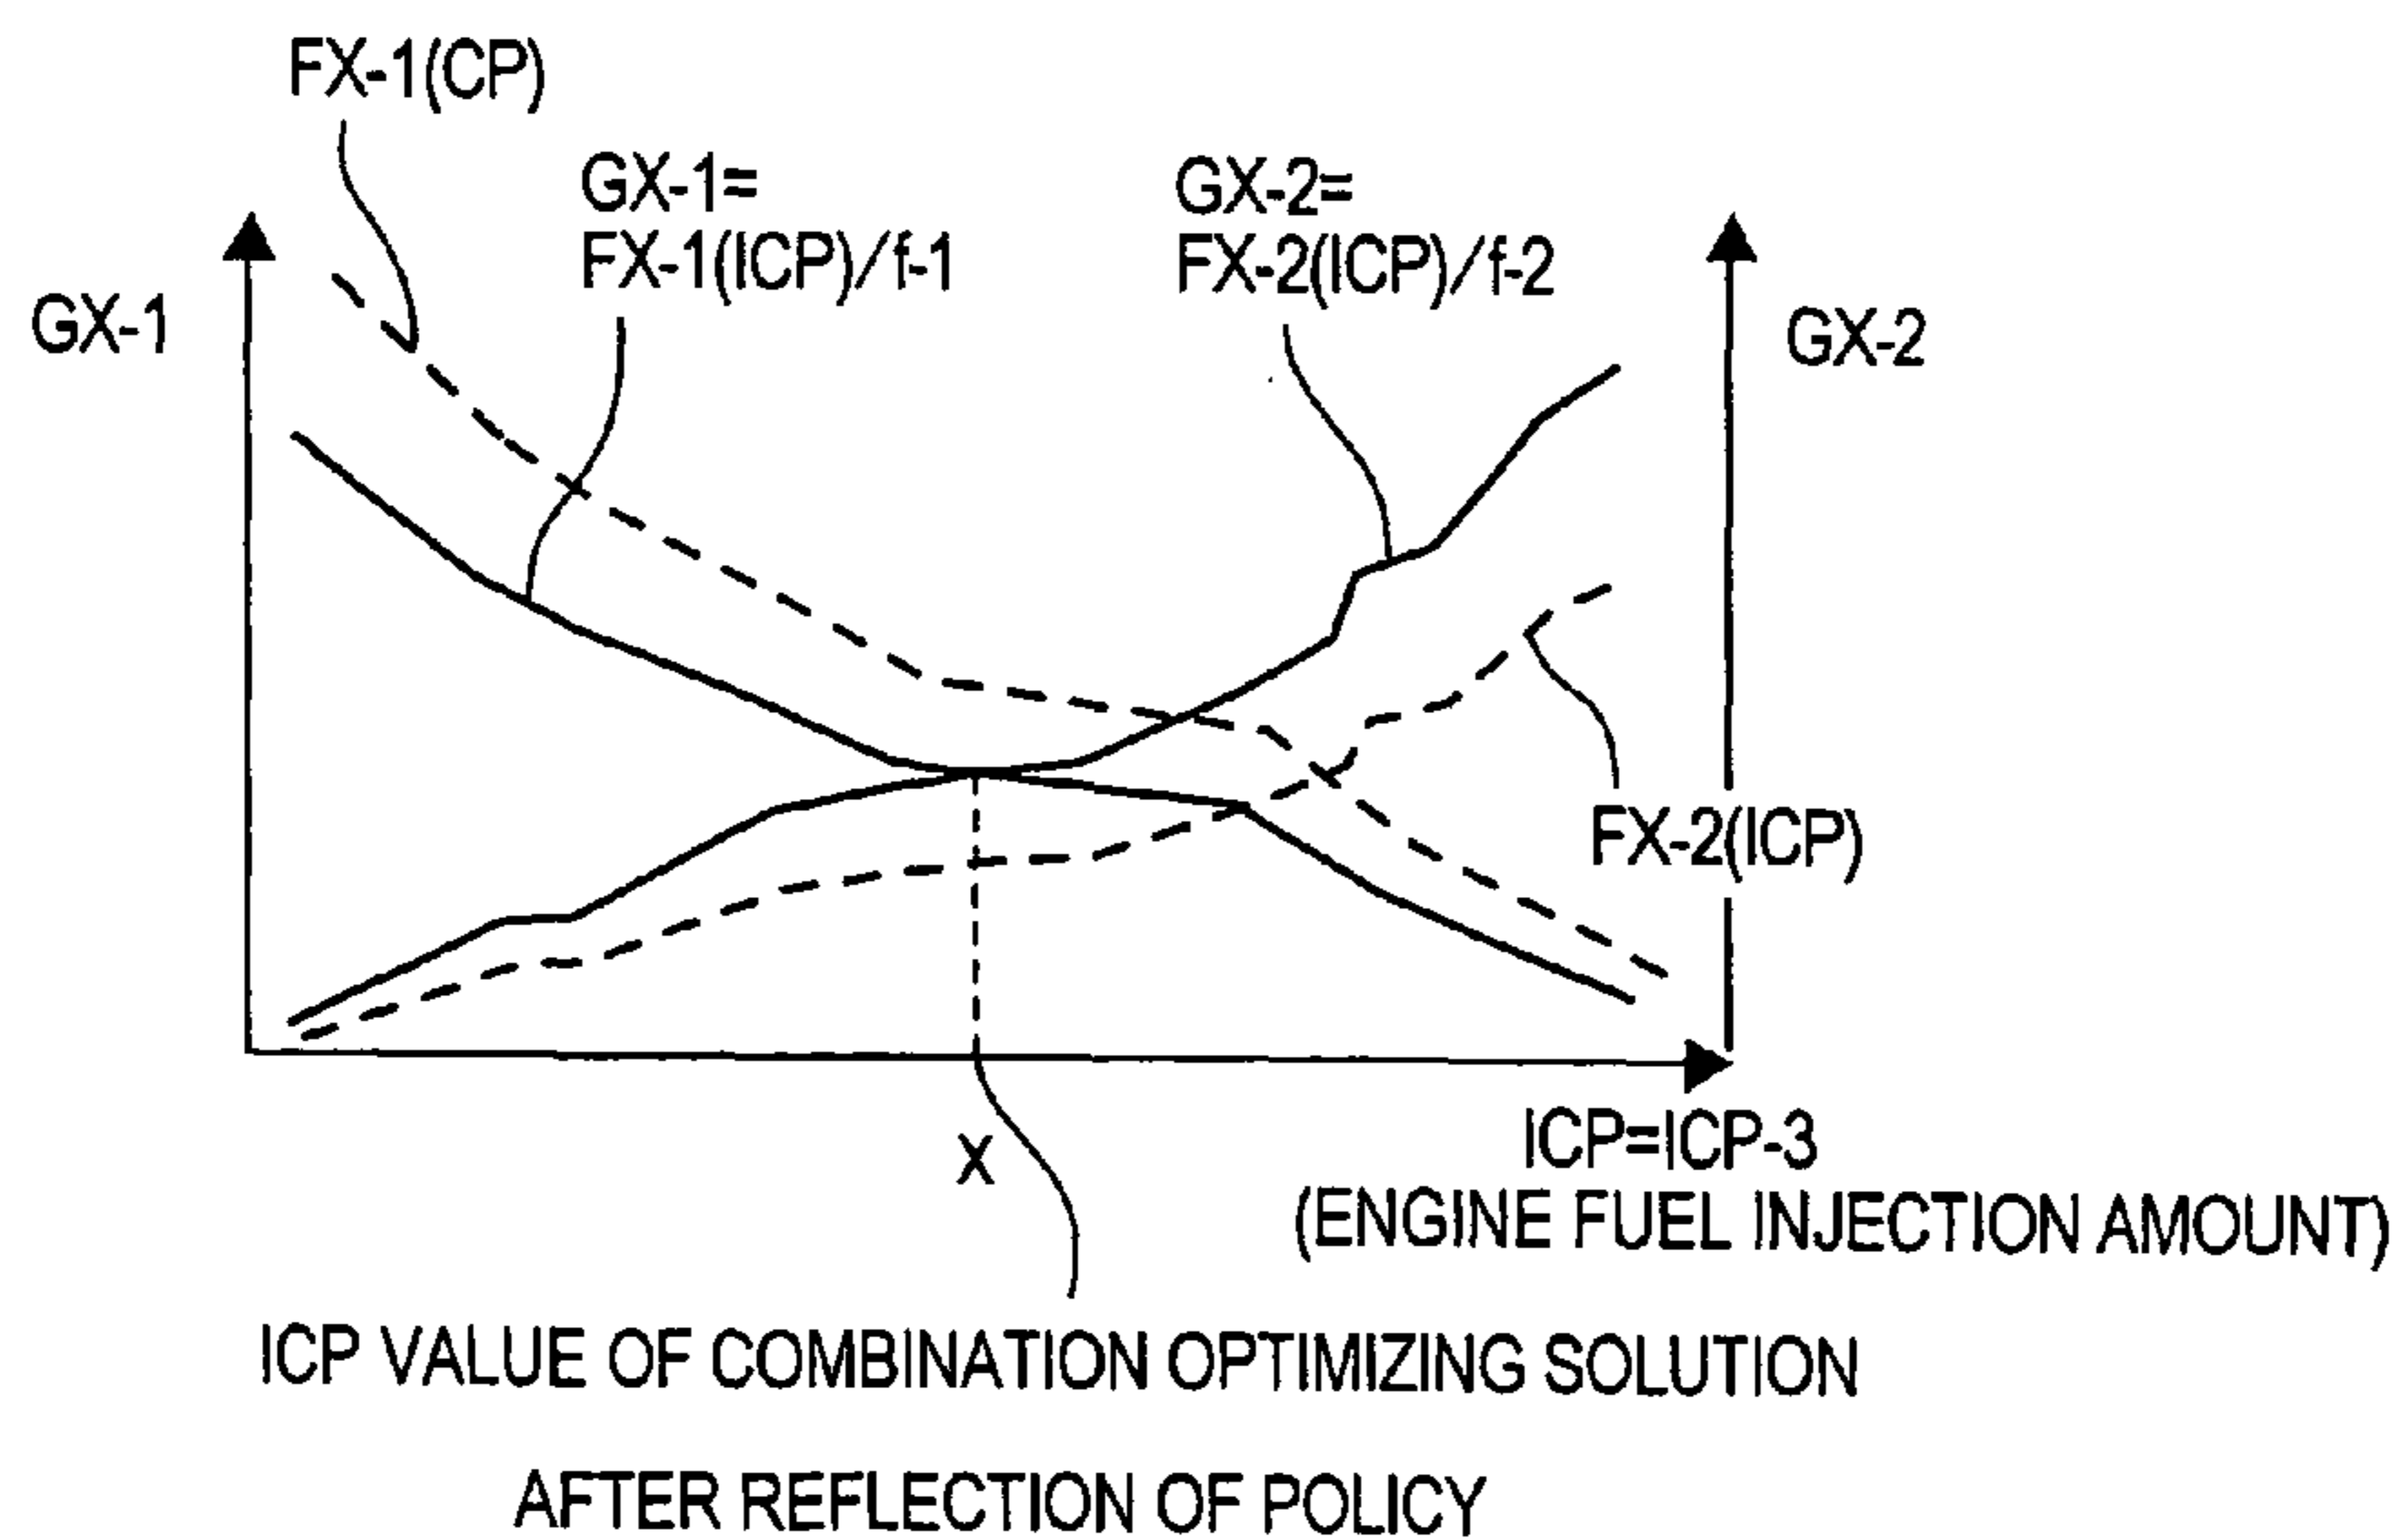 FX-1(CP)
GX-1=
FX-1(ICP)/f-1
GX-2=
FX-2(ICP)/f-2
GX-1
GX-2
FX-2(ICP)
X
ICP=ICP-3
(ENGINE FUEL INJECTION AMOUNT)
ICP VALUE OF COMBINATION OPTIMIZING SOLUTION
AFTER REFLECTION OF POLICY